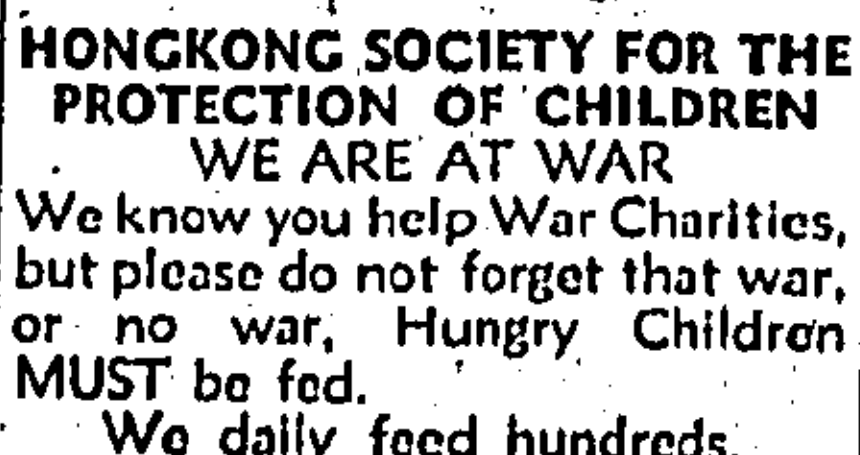 HONGKONG SOCIETY FOR THE
PROTECTION OF CHILDREN
WE ARE AT WAR
We know you help War Charities,
but please do not forget that war,
or no war, Hungry Children
MUST be fed.
We daily feed hundreds.